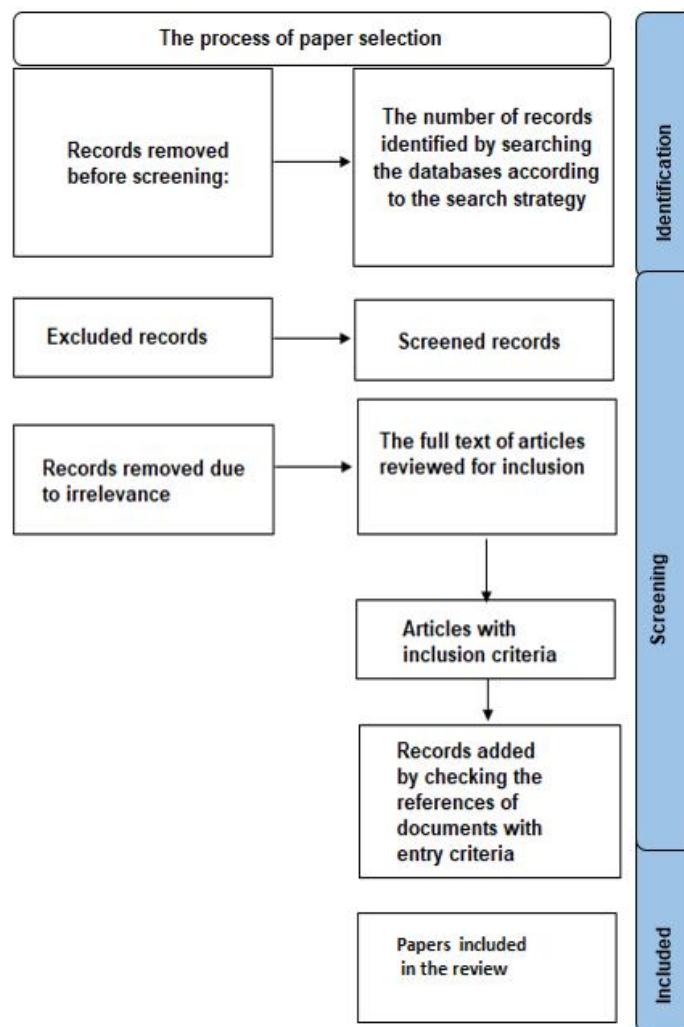 The process of paper selection
Records removed
before screening:
The number of records
identified by searching
the databases according
to the search strategy
Identification
Excluded records
Screened records
Records removed due
to irrelevance
The full text of articles
reviewed for inclusion
Screening
Articles with
inclusion criteria
Records added
by checking the
references of
documents with
entry criteria
Papers included
in the review
Included